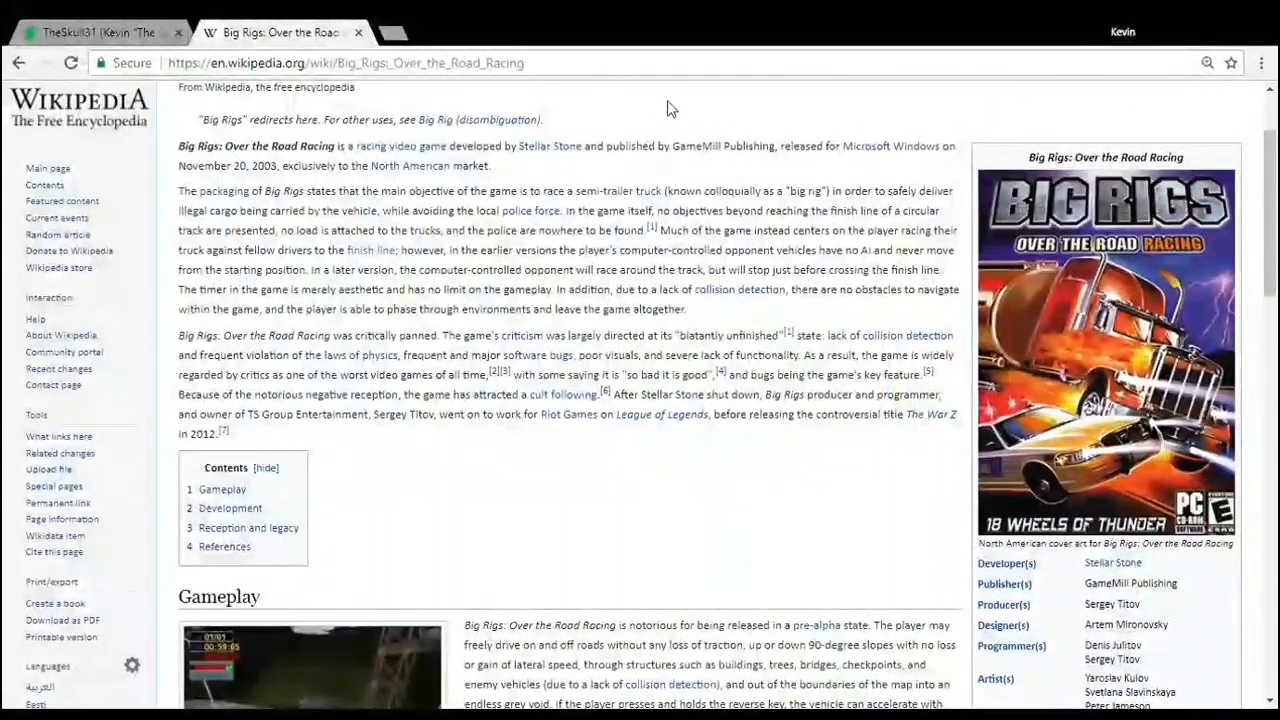 TheSkull31 (Kevin "The
Big Rigs: Over the Road
Kevin
Secure
https://en.wikipedia.org/wiki/Big_Rigs:_Over_the_Road_Racing
WIKIPEDIA
The Free Encyclopedia
Main page
Contents
Featured content
Current events
Random article
Donate to Wikipedia
Wikipedia store
Interaction
Help
About Wikipedia
Community portal
Recent changes
Contact page
Tools
What links here
Related changes
Upload file
Special pages
Permanent link
Page information
Wikidata item
Cite this page
Print/export
Create a book
Download as PDF
Printable version
Languages
العربية
Eesti
From Wikipedia, the free encyclopedia
"Big Rigs" redirects here. For other uses, see Big Rig (disambiguation).
Big Rigs: Over the Road Racing is a racing video game developed by Stellar Stone and published by GameMill Publishing, released for Microsoft Windows on
November 20, 2003, exclusively to the North American market.
The packaging of Big Rigs states that the main objective of the game is to race a semi-trailer truck (known colloquially as a "big rig") in order to safely deliver
illegal cargo being carried by the vehicle, while avoiding the local police force. In the game itself, no objectives beyond reaching the finish line of a circular
track are presented, no load is attached to the trucks, and the police are nowhere to be found.[1] Much of the game instead centers on the player racing their
truck against fellow drivers to the finish line; however, in the earlier versions the player's computer-controlled opponent vehicles have no AI and never move
from the starting position. In a later version, the computer-controlled opponent will race around the track, but will stop just before crossing the finish line.
The timer in the game is merely aesthetic and has no limit on the gameplay. In addition, due to a lack of collision detection, there are no obstacles to navigate
within the game, and the player is able to phase through environments and leave the game altogether.
Big Rigs: Over the Road Racing was critically panned. The game's criticism was largely directed at its "blatantly unfinished"[1] state: lack of collision detection
and frequent violation of the laws of physics, frequent and major software bugs, poor visuals, and severe lack of functionality. As a result, the game is widely
regarded by critics as one of the worst video games of all time,[2][3] with some saying it is "so bad it is good",[4] and bugs being the game's key feature.[5]
Because of the notorious negative reception, the game has attracted a cult following.[6] After Stellar Stone shut down, Big Rigs producer and programmer,
and owner of TS Group Entertainment, Sergey Titov, went on to work for Riot Games on League of Legends, before releasing the controversial title The War Z
in 2012.[7]
Contents [hide]
1 Gameplay
2 Development
3 Reception and legacy
4 References
Gameplay
01/01
00:59:05
Big Rigs: Over the Road Racing is notorious for being released in a pre-alpha state. The player may
freely drive on and off roads without any loss of traction, up or down 90-degree slopes with no loss
or gain of lateral speed, through structures such as buildings, trees, bridges, checkpoints, and
enemy vehicles (due to a lack of collision detection), and out of the boundaries of the map into an
endless grey void. If the player presses and holds the reverse key, the vehicle can accelerate with
Big Rigs: Over the Road Racing
BIG RIGS
OVER THE ROAD RACING
18 WHEELS OF THUNDER
PC
CD-ROM
SOFTWARE
EVERYONE
E
ESRB
North American cover art for Big Rigs: Over the Road Racing
Developer(s) Stellar Stone
Publisher(s) GameMill Publishing
Producer(s) Sergey Titov
Designer(s) Artem Mironovsky
Programmer(s) Denis Julitov
Sergey Titov
Artist(s) Yaroslav Kulov
Svetlana Slavinskaya
Peter Jameson